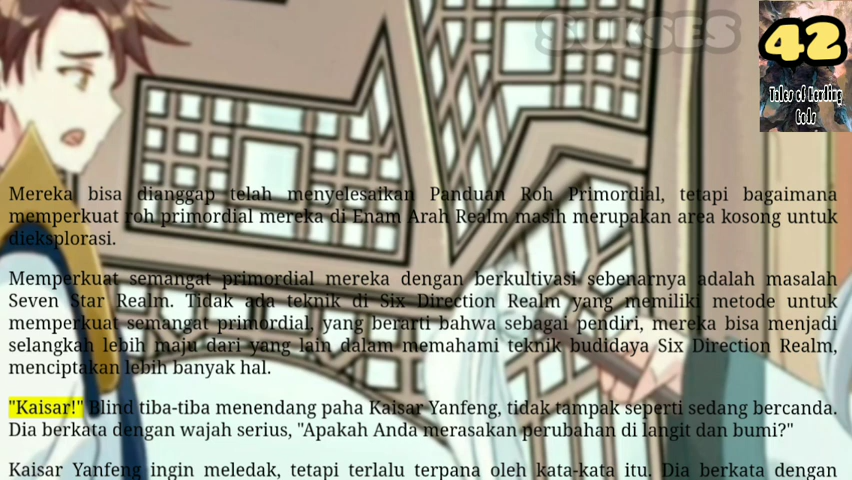 SUKSES
42
Tales of Herding
Gods
Mereka bisa dianggap telah menyelesaikan Panduan Roh Primordial, tetapi bagaimana
memperkuat roh primordial mereka di Enam Arah Realm masih merupakan area kosong untuk
dieksplorasi.
Memperkuat semangat primordial mereka dengan berkultivasi sebenarnya adalah masalah
Seven Star Realm. Tidak ada teknik di Six Direction Realm yang memiliki metode untuk
memperkuat semangat primordial, yang berarti bahwa sebagai pendiri, mereka bisa menjadi
selangkah lebih maju dari yang lain dalam memahami teknik budidaya Six Direction Realm,
menciptakan lebih banyak hal.
"Kaisar!" Blind tiba-tiba menendang paha Kaisar Yanfeng, tidak tampak seperti sedang bercanda.
Dia berkata dengan wajah serius, "Apakah Anda merasakan perubahan di langit dan bumi?"
Kaisar Yanfeng ingin meledak, tetapi terlalu terpana oleh kata-kata itu. Dia berkata dengan